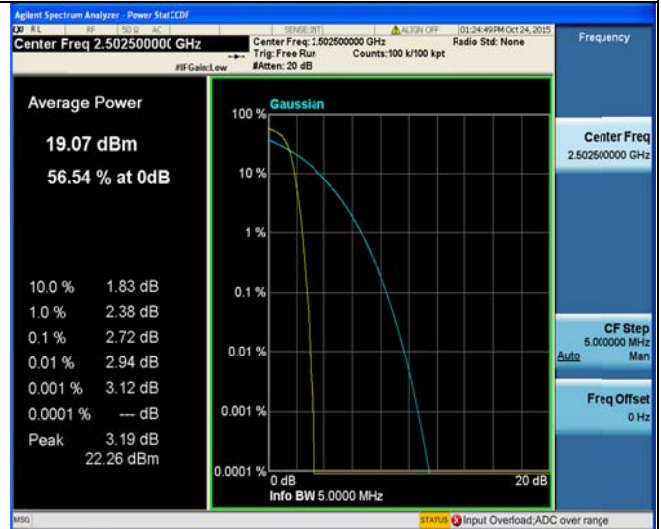 Agilent Spectrum Analyzer - Power Stat CCDF
RL RF 50 Ω AC SENSE:INT ALIGN OFF 01:24:49PM Oct 24, 2015
Center Freq 2.502500000 GHz
Center Freq: 2.502500000 GHz Radio Std: None
Trig: Free Run Counts:100 k/100 kpt
#IFGain:Low #Atten: 20 dB
Frequency
Average Power
19.07 dBm
56.54 % at 0dB
10.0 % 1.83 dB
1.0 % 2.38 dB
0.1 % 2.72 dB
0.01 % 2.94 dB
0.001 % 3.12 dB
0.0001 % --- dB
Peak 3.19 dB
22.26 dBm
100 % Gaussian
10 %
1 %
0.1 %
0.01 %
0.001 %
0.0001 %
0 dB 20 dB
Info BW 5.0000 MHz
Center Freq
2.502500000 GHz
CF Step
5.000000 MHz
Auto Man
Freq Offset
0 Hz
MSG STATUS Input Overload;ADC over range